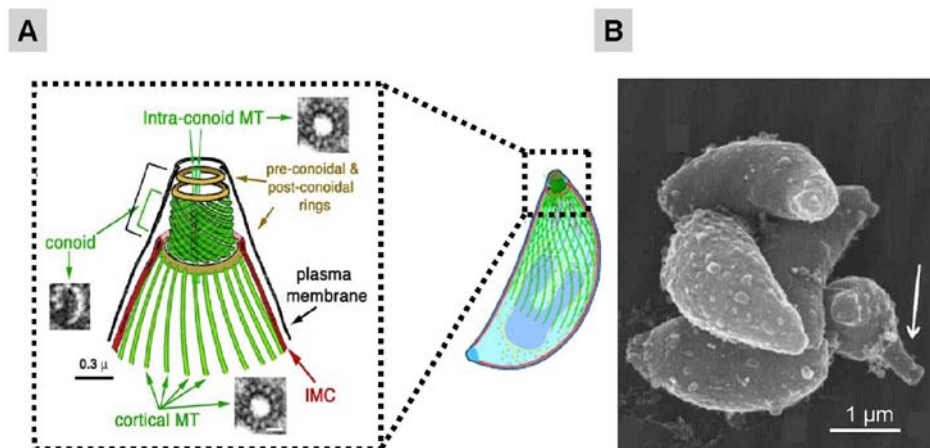 A
B
Intra-conoid MT
pre-conoidal &
post-conoidal
rings
conoid
plasma
membrane
0.3 μ
IMC
cortical MT
1 μm